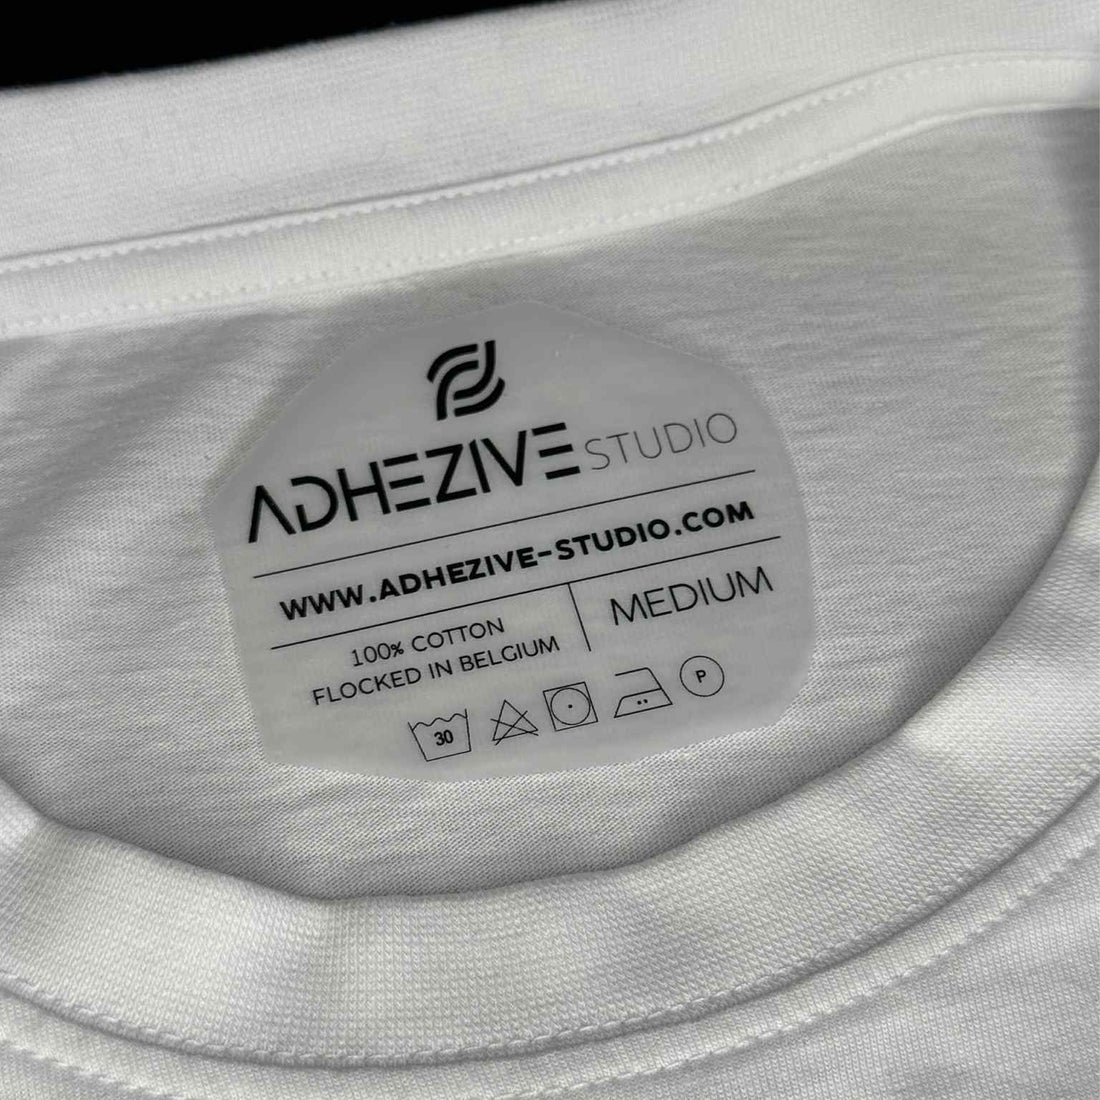 ADHEZIVE STUDIO
WWW.ADHEZIVE-STUDIO.COM
100% COTTON
FLOCKED IN BELGIUM
MEDIUM
30
P